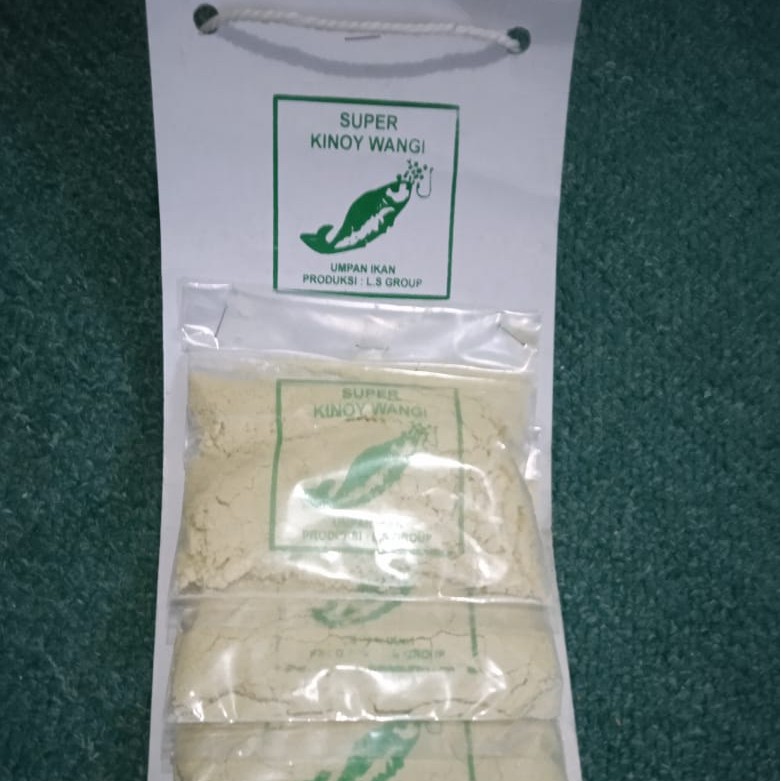 SUPER
KINOY WANGI
UMPAN IKAN
PRODUKSI : L.S GROUP
SUPER
KINOY WANGI